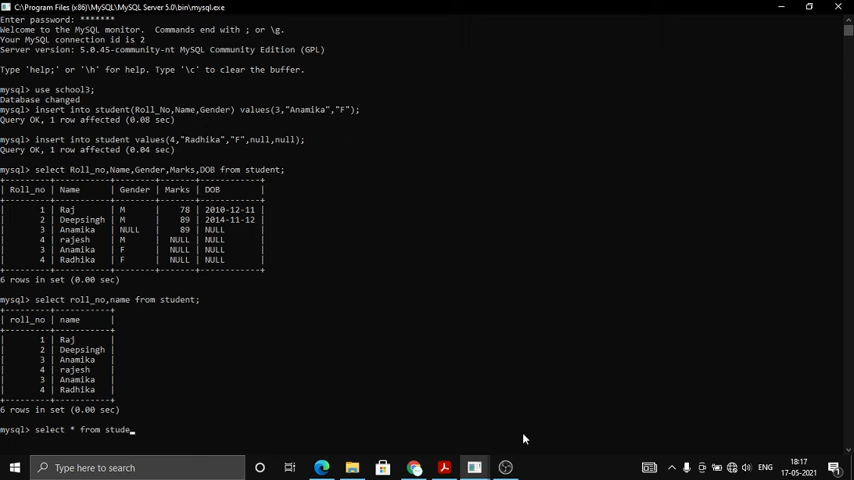 C:\Program Files (x86)\MySQL\MySQL Server 5.0\bin\mysql.exe
Enter password: *******
Welcome to the MySQL monitor.  Commands end with ; or \g.
Your MySQL connection id is 2
Server version: 5.0.45-community-nt MySQL Community Edition (GPL)
Type 'help;' or '\h' for help. Type '\c' to clear the buffer.
mysql> use school3;
Database changed
mysql> insert into student(Roll_No,Name,Gender) values(3,"Anamika","F");
Query OK, 1 row affected (0.08 sec)
mysql> insert into student values(4,"Radhika","F",null,null);
Query OK, 1 row affected (0.04 sec)
mysql> select Roll_no,Name,Gender,Marks,DOB from student;
+---------+-----------+--------+-------+------------+
| Roll_no | Name      | Gender | Marks | DOB        |
+---------+-----------+--------+-------+------------+
|       1 | Raj       | M      |    78 | 2010-12-11 |
|       2 | Deepsingh | M      |    89 | 2014-11-12 |
|       3 | Anamika   | NULL   |    89 | NULL       |
|       4 | rajesh    | M      |  NULL | NULL       |
|       3 | Anamika   | F      |  NULL | NULL       |
|       4 | Radhika   | F      |  NULL | NULL       |
+---------+-----------+--------+-------+------------+
6 rows in set (0.00 sec)
mysql> select roll_no,name from student;
+---------+-----------+
| roll_no | name      |
+---------+-----------+
|       1 | Raj       |
|       2 | Deepsingh |
|       3 | Anamika   |
|       4 | rajesh    |
|       3 | Anamika   |
|       4 | Radhika   |
+---------+-----------+
6 rows in set (0.00 sec)
mysql> select * from stude_
Type here to search
ENG
18:17
17-05-2021
1